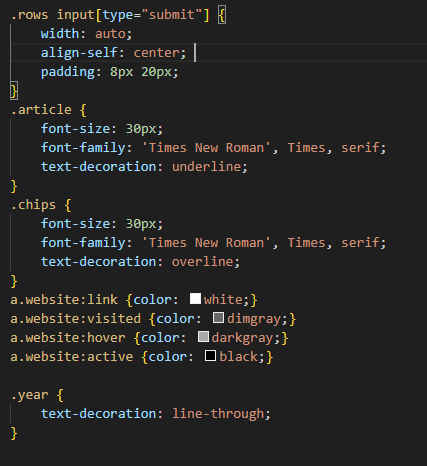 .rows input[type="submit"] {
    width: auto;
    align-self: center;
    padding: 8px 20px;
}
.article {
    font-size: 30px;
    font-family: 'Times New Roman', Times, serif;
    text-decoration: underline;
}
.chips {
    font-size: 30px;
    font-family: 'Times New Roman', Times, serif;
    text-decoration: overline;
}
a.website:link {color: white;}
a.website:visited {color: dimgray;}
a.website:hover {color: darkgray;}
a.website:active {color: black;}

.year {
    text-decoration: line-through;
}